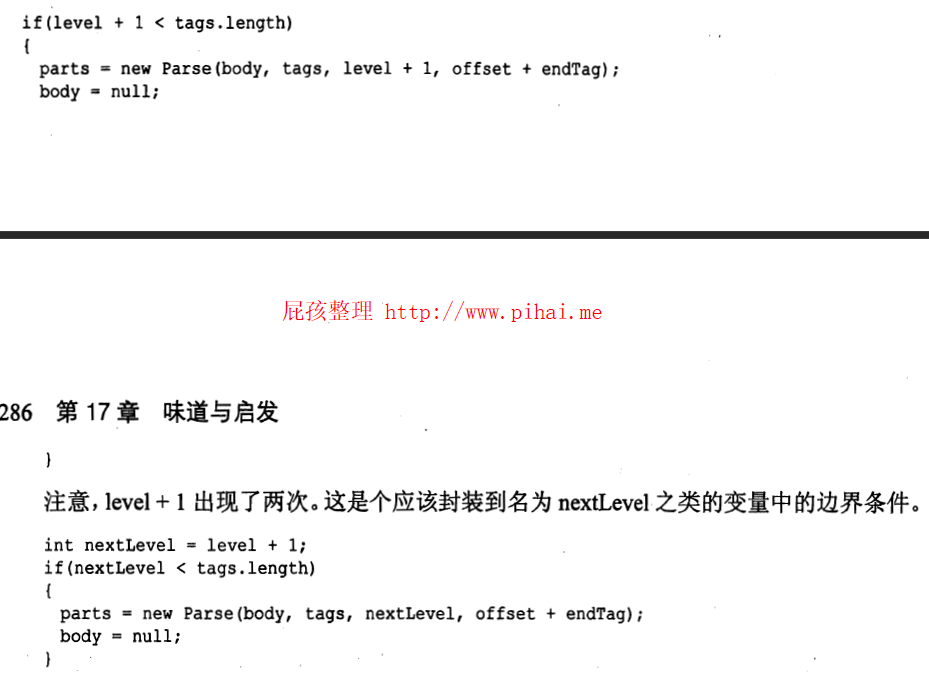 if(level + 1 < tags.length)
{
parts = new Parse(body, tags, level + 1, offset + endTag);
body = null;
屁孩整理 http://www.pihai.me
286 第 17 章 味道与启发
}
注意，level + 1 出现了两次。这是个应该封装到名为 nextLevel 之类的变量中的边界条件。
int nextLevel = level + 1;
if(nextLevel < tags.length)
{
parts = new Parse(body, tags, nextLevel, offset + endTag);
body = null;
}